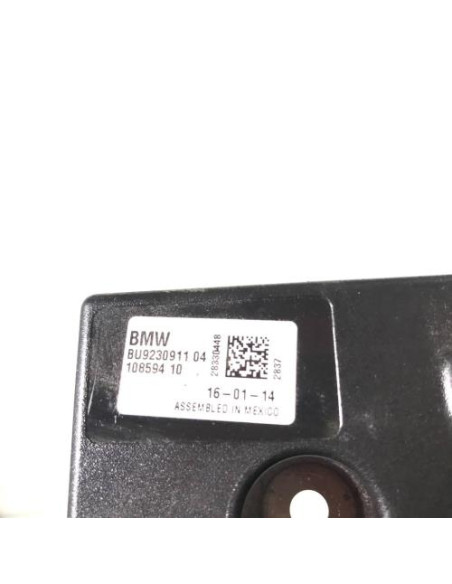 BMW
BU9230911 04
108594 10
28330448
2837
16-01-14
ASSEMBLED IN MEXICO